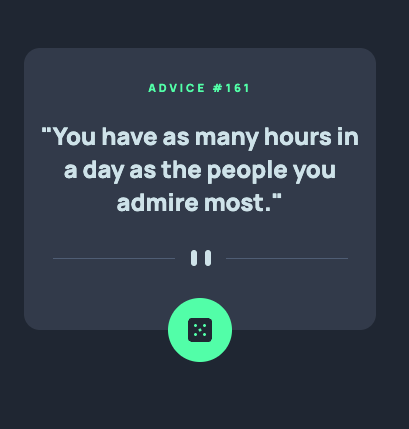 ADVICE #161
"You have as many hours in
a day as the people you
admire most."